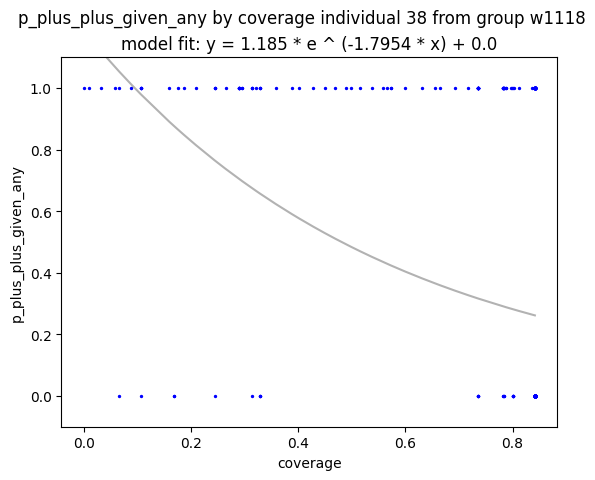 p_plus_plus_given_any by coverage individual 38 from group w1118
model fit: y = 1.185 * e ^ (-1.7954 * x) + 0.0
p_plus_plus_given_any
1.0
0.8
0.6
0.4
0.2
0.0
0.0 0.2 0.4 0.6 0.8
coverage